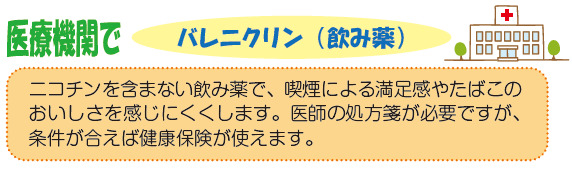 医療機関で バレニクリン（飲み薬）
ニコチンを含まない飲み薬で、喫煙による満足感やたばこの
おいしさを感じにくくします。医師の処方箋が必要ですが、
条件が合えば健康保険が使えます。